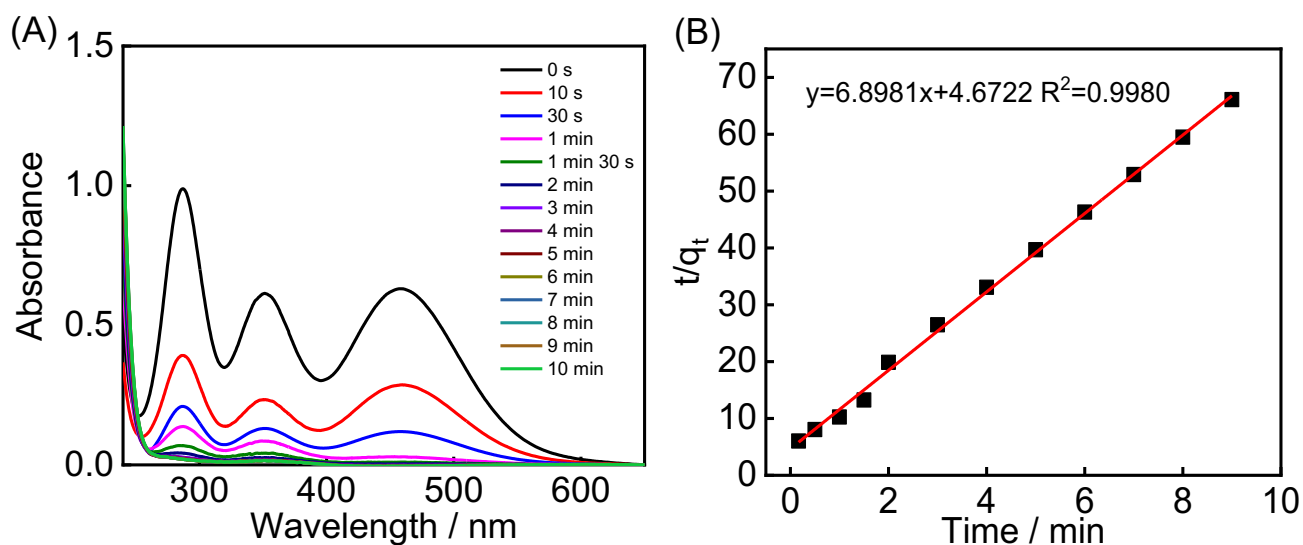 (A)
1.5
1.0
0.5
0.0
Absorbance
300 400 500 600
Wavelength / nm
0 s
10 s
30 s
1 min
1 min 30 s
2 min
3 min
4 min
5 min
6 min
7 min
8 min
9 min
10 min
(B)
70
60
50
40
30
20
10
0
t/qₜ
y=6.8981x+4.6722 R²=0.9980
0 2 4 6 8 10
Time / min